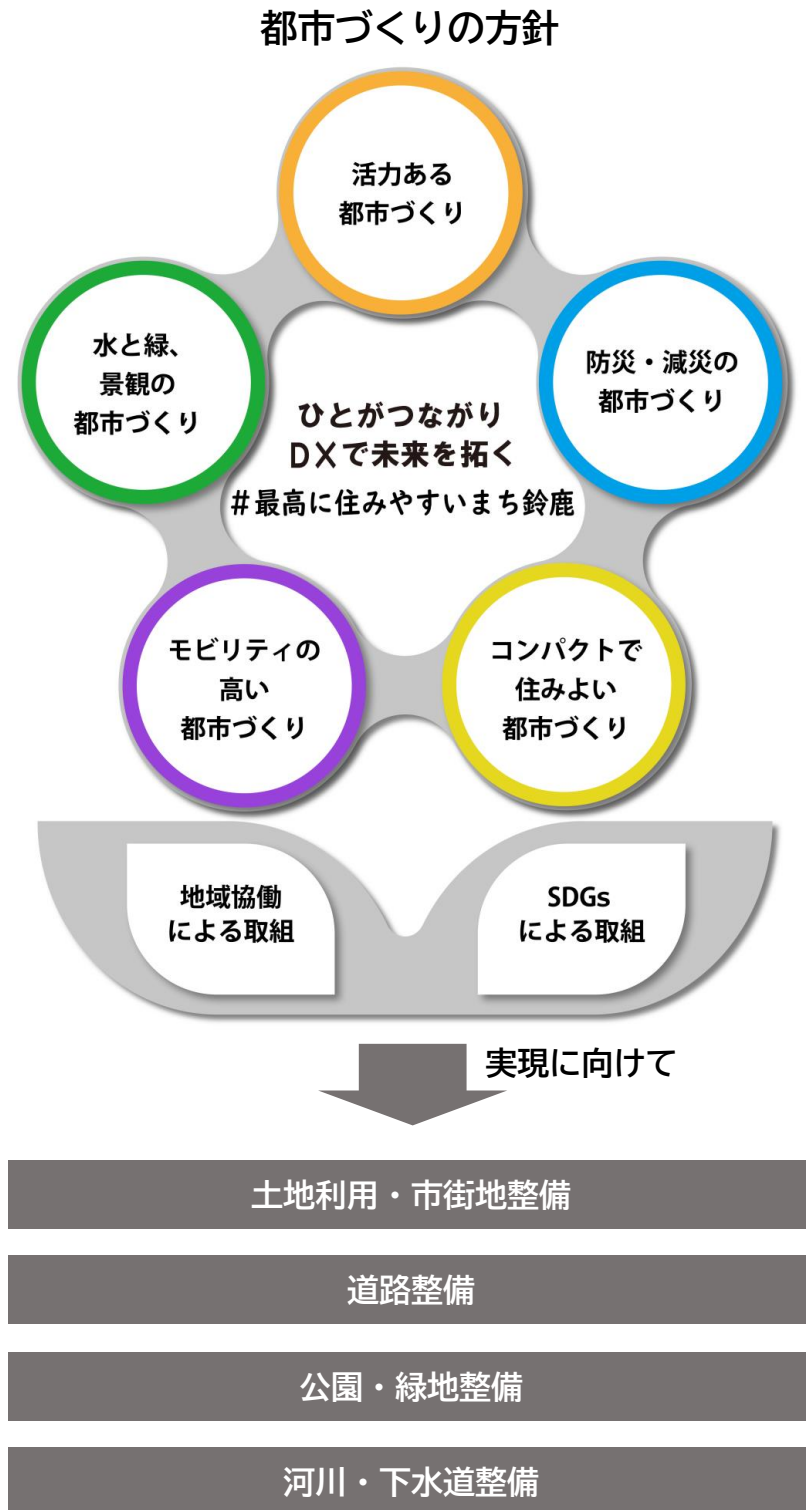 都市づくりの方針
活力ある
都市づくり
水と緑、
景観の
都市づくり
防災・減災の
都市づくり
ひとがつながり
DXで未来を拓く
#最高に住みやすいまち鈴鹿
モビリティの
高い
都市づくり
コンパクトで
住みよい
都市づくり
地域協働
による取組
SDGs
による取組
実現に向けて
土地利用・市街地整備
道路整備
公園・緑地整備
河川・下水道整備